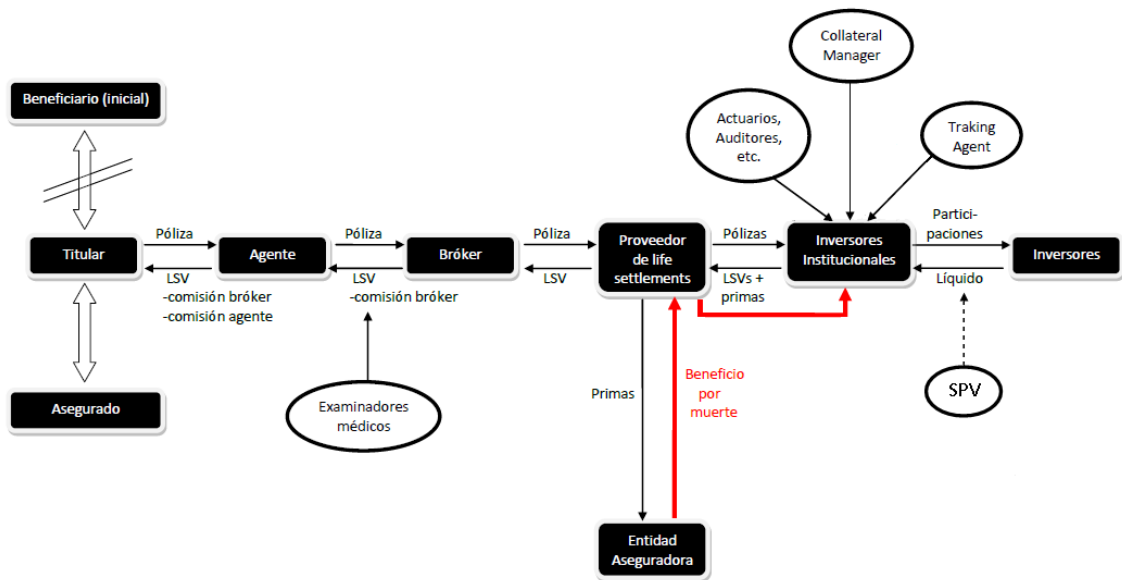 Collateral
Manager
Beneficiario (inicial)
Actuarios,
Auditores,
etc.
Traking
Agent
Póliza
Póliza
Póliza
Pólizas
Partici-
paciones
Titular
Agente
Bróker
Proveedor
de life
settlements
Inversores
Institucionales
Inversores
LSV
-comisión bróker
-comisión agente
LSV
-comisión bróker
LSV
LSVs +
primas
Líquido
Asegurado
Examinadores
médicos
Primas
Beneficio
por
muerte
SPV
Entidad
Aseguradora